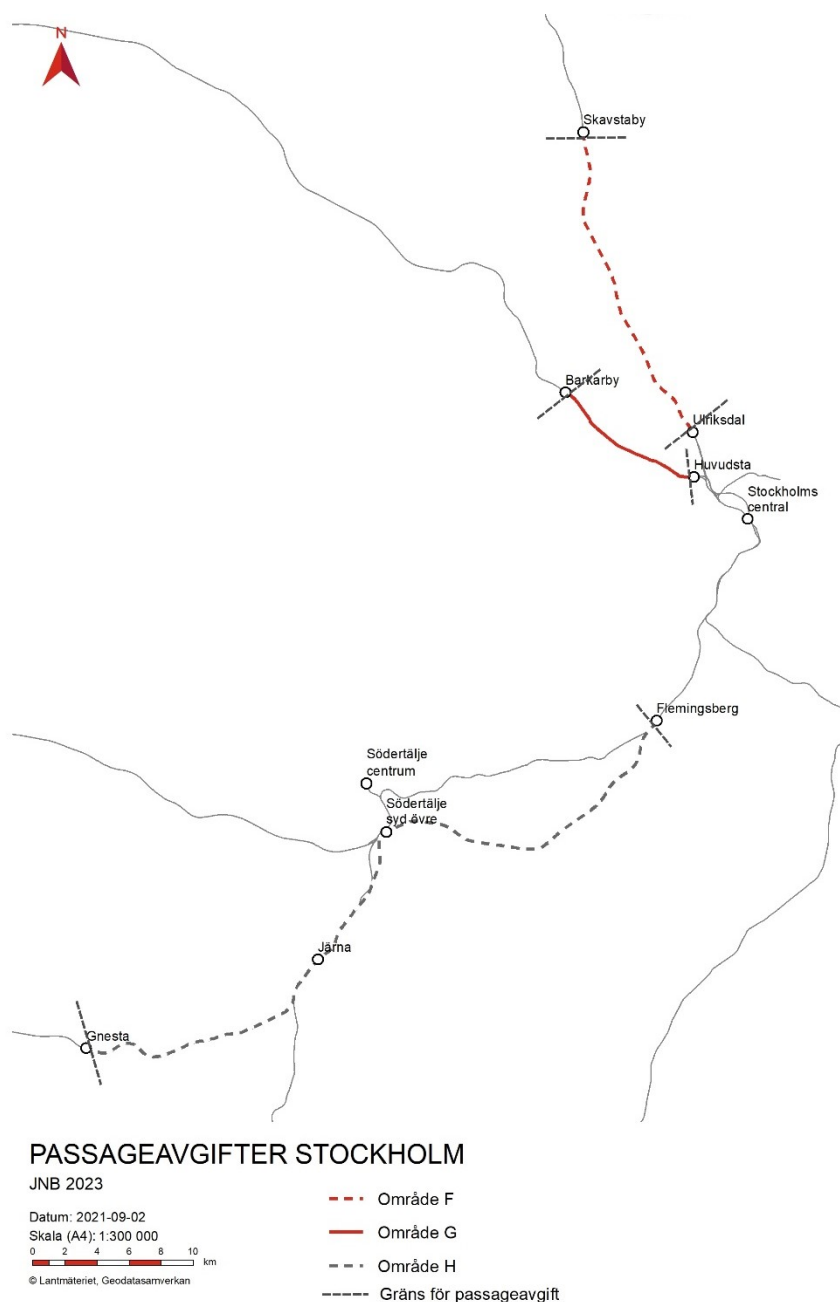 N
Skavstaby
Barkarby
Ulriksdal
Huvudsta
Stockholms
central
Flemingsberg
Södertälje
centrum
Södertälje
syd övre
Järna
Gnesta
PASSAGEAVGIFTER STOCKHOLM
JNB 2023
Datum: 2021-09-02
Skala (A4): 1:300 000
0 2 4 6 8 10
km
© Lantmäteriet, Geodatasamverkan
Område F
Område G
Område H
Gräns för passageavgift